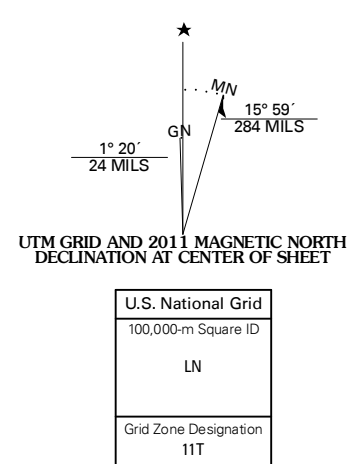 ★
MN
15° 59´
GN
284 MILS
1° 20´
24 MILS
UTM GRID AND 2011 MAGNETIC NORTH
DECLINATION AT CENTER OF SHEET
U.S. National Grid
100,000-m Square ID
LN
Grid Zone Designation
11T